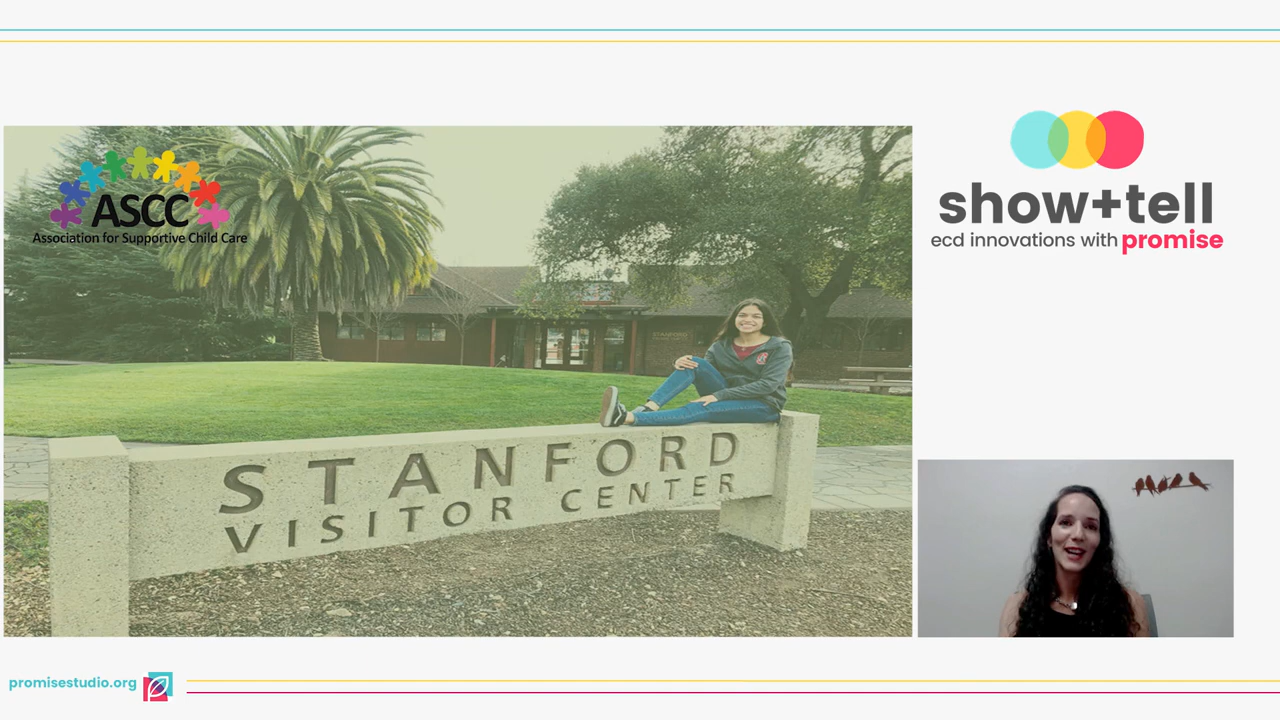 ASCC
Association for Supportive Child Care
STANFORD
VISITOR CENTER
show+tell
ecd innovations with promise
promisestudio.org